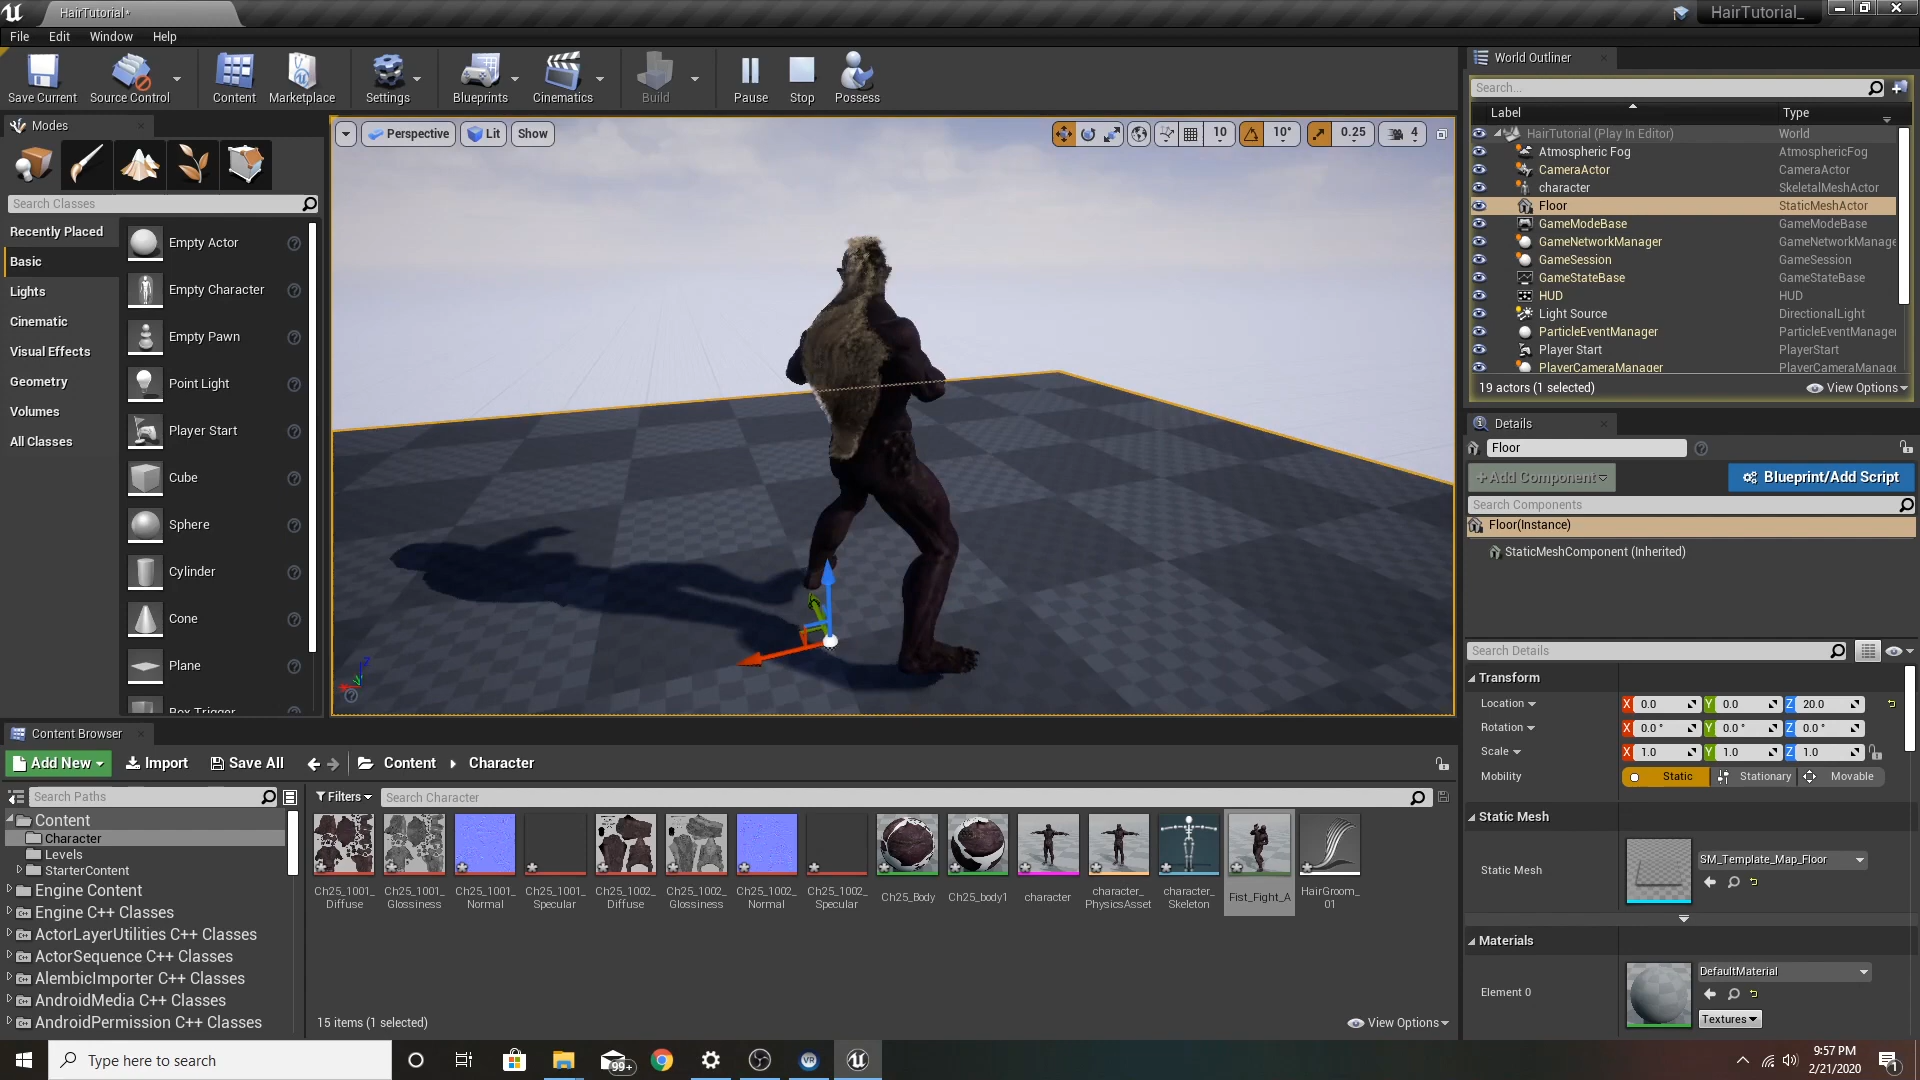 HairTutorial*
HairTutorial_
File Edit Window Help
Save Current
Source Control
Content
Marketplace
Settings
Blueprints
Cinematics
Build
Pause
Stop
Possess
Modes
Search Classes
Recently Placed
Basic
Lights
Cinematic
Visual Effects
Geometry
Volumes
All Classes
Empty Actor
Empty Character
Empty Pawn
Point Light
Player Start
Cube
Sphere
Cylinder
Cone
Plane
Box Trigger
Perspective Lit Show
10 10° 0.25 4
World Outliner
Search...
Label Type
HairTutorial (Play In Editor) World
Atmospheric Fog AtmosphericFog
CameraActor CameraActor
character SkeletalMeshActor
Floor StaticMeshActor
GameModeBase GameModeBase
GameNetworkManager GameNetworkManage
GameSession GameSession
GameStateBase GameStateBase
HUD HUD
Light Source DirectionalLight
ParticleEventManager ParticleEventManager
Player Start PlayerStart
PlayerCameraManager PlayerCameraManage
19 actors (1 selected) View Options
Details
Floor
+Add Component
Blueprint/Add Script
Search Components
Floor(Instance)
StaticMeshComponent (Inherited)
Search Details
Transform
Location X 0.0 Y 0.0 Z 20.0
Rotation X 0.0 ° Y 0.0 ° Z 0.0 °
Scale X 1.0 Y 1.0 Z 1.0
Mobility Static Stationary Movable
Static Mesh
Static Mesh SM_Template_Map_Floor
Materials
Element 0 DefaultMaterial
Textures
Content Browser
Add New Import Save All Content Character
Search Paths
Content
Character
Levels
StarterContent
Engine Content
Engine C++ Classes
ActorLayerUtilities C++ Classes
ActorSequence C++ Classes
AlembicImporter C++ Classes
AndroidMedia C++ Classes
AndroidPermission C++ Classes
Filters Search Character
Ch25_1001_
Diffuse
Ch25_1001_
Glossiness
Ch25_1001_
Normal
Ch25_1001_
Specular
Ch25_1002_
Diffuse
Ch25_1002_
Glossiness
Ch25_1002_
Normal
Ch25_1002_
Specular
Ch25_Body
Ch25_body1
character
character_
PhysicsAsset
character_
Skeleton
Fist_Fight_A
HairGroom_
01
15 items (1 selected) View Options
Type here to search
99+
VR
9:57 PM
2/21/2020
1